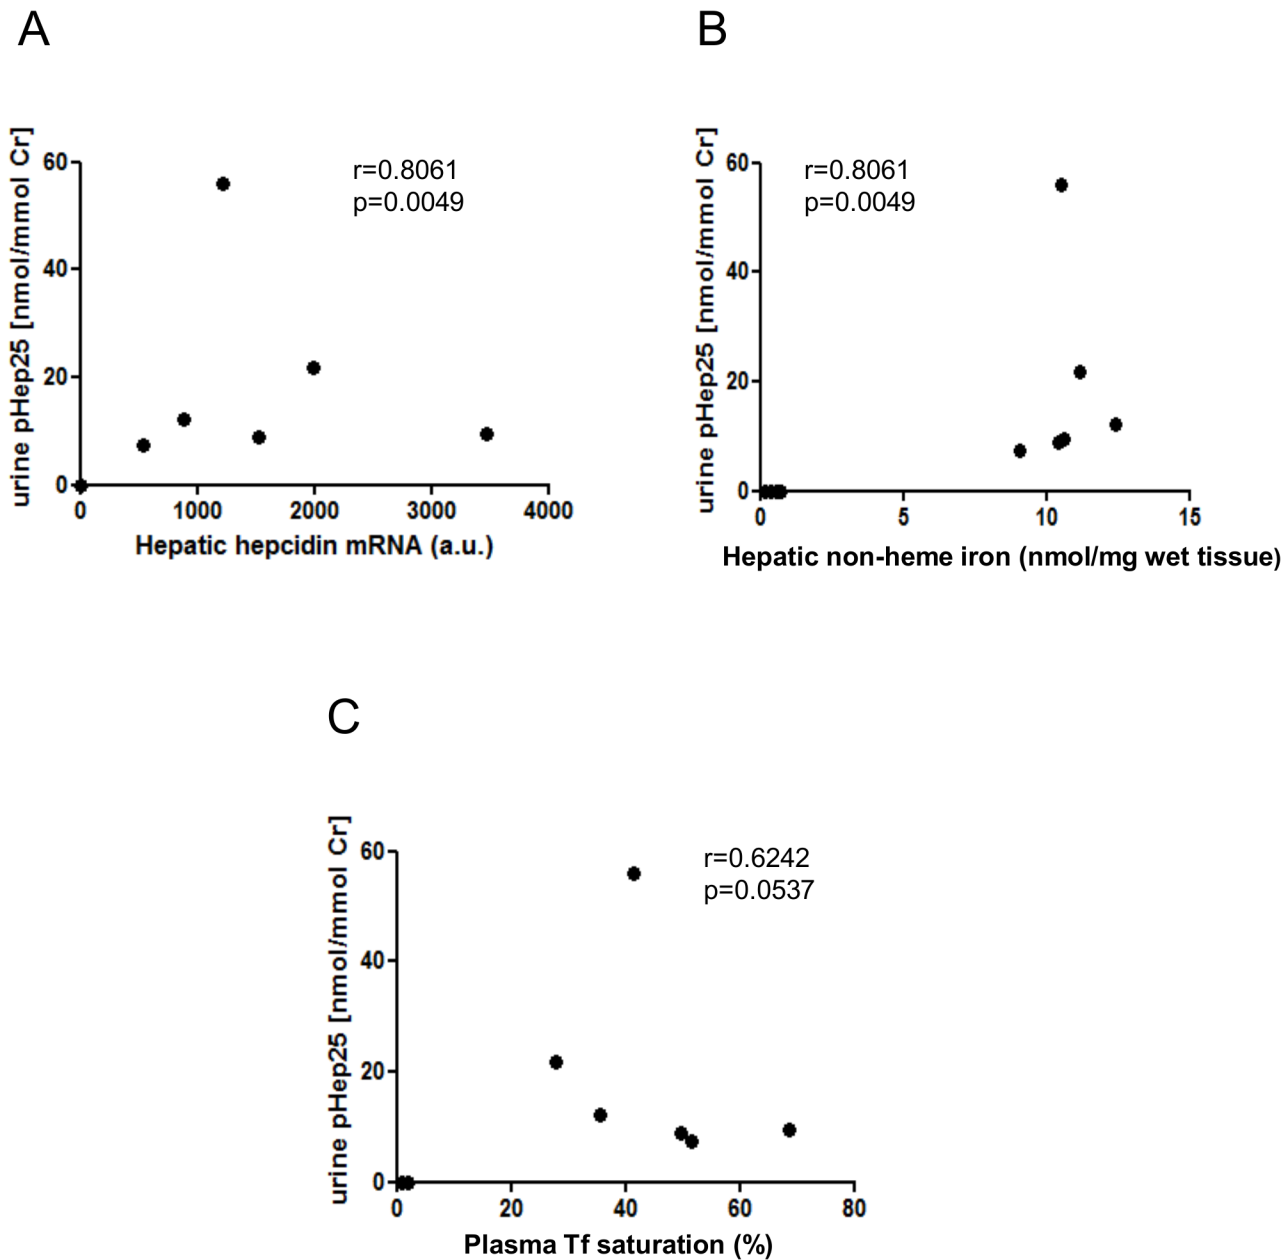 A
B
urine pHep25 [nmol/mmol Cr]
60
40
20
0
r=0.8061
p=0.0049
0 1000 2000 3000 4000
Hepatic hepcidin mRNA (a.u.)
urine pHep25 [nmol/mmol Cr]
60
40
20
0
r=0.8061
p=0.0049
0 5 10 15
Hepatic non-heme iron (nmol/mg wet tissue)
C
urine pHep25 [nmol/mmol Cr]
60
40
20
0
r=0.6242
p=0.0537
0 20 40 60 80
Plasma Tf saturation (%)